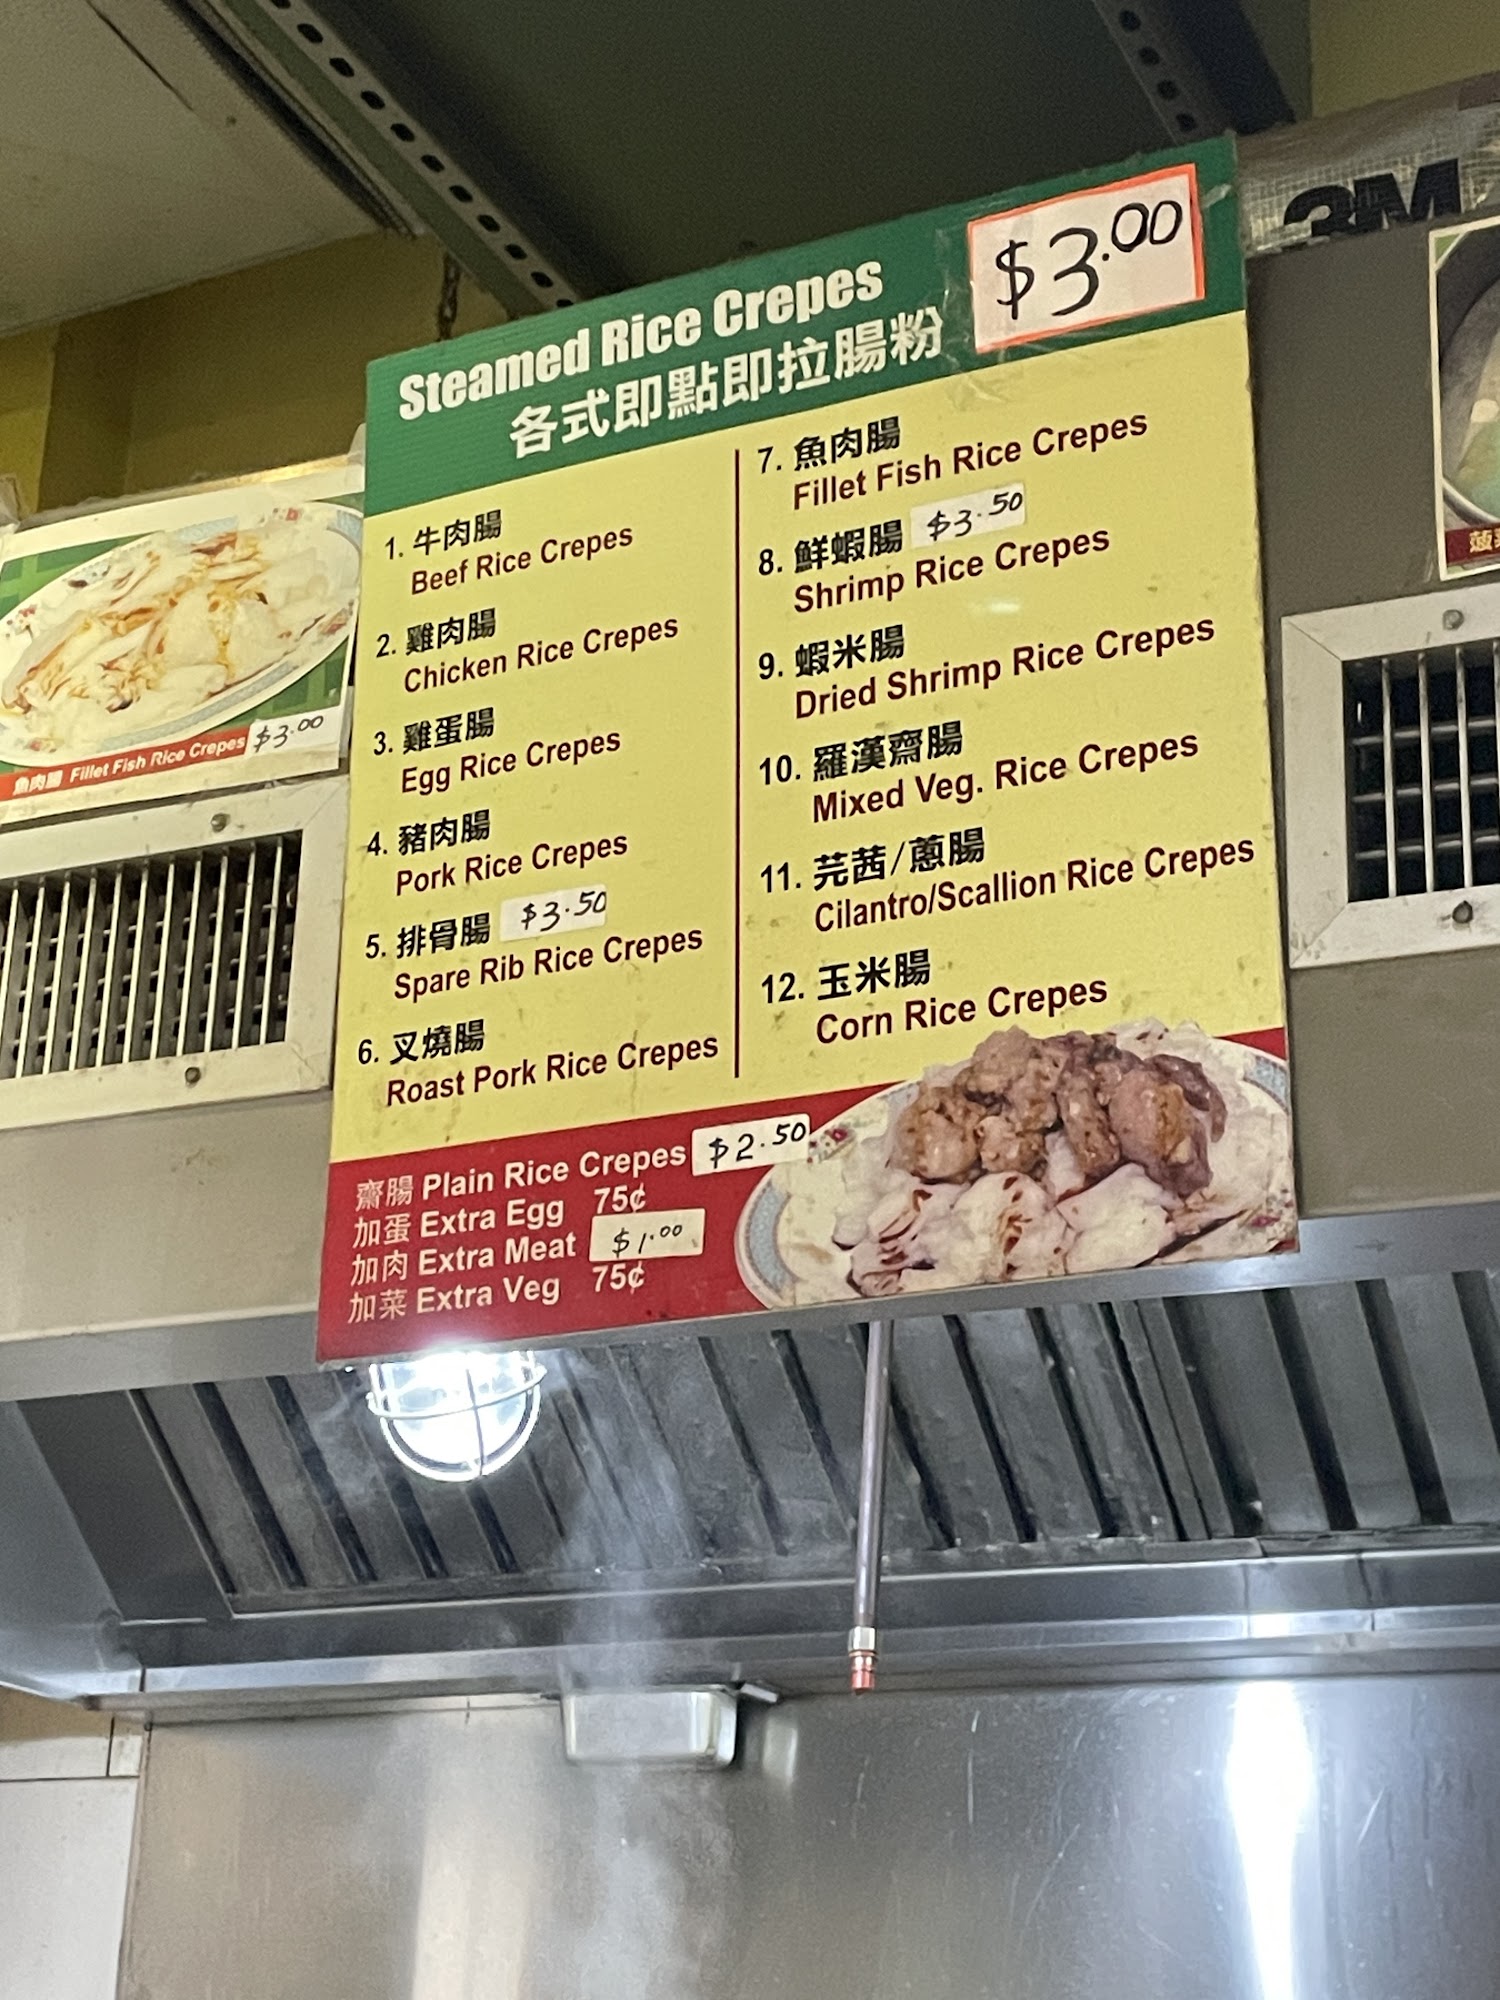 Steamed Rice Crepes
各式即點即拉腸粉
$3.00
1. 牛肉腸
Beef Rice Crepes
2. 雞肉腸
Chicken Rice Crepes
3. 雞蛋腸
Egg Rice Crepes
4. 豬肉腸
Pork Rice Crepes
5. 排骨腸 $3.50
Spare Rib Rice Crepes
6. 叉燒腸
Roast Pork Rice Crepes
7. 魚肉腸
Fillet Fish Rice Crepes
8. 鮮蝦腸 $3.50
Shrimp Rice Crepes
9. 蝦米腸
Dried Shrimp Rice Crepes
10. 羅漢齋腸
Mixed Veg. Rice Crepes
11. 芫茜/蔥腸
Cilantro/Scallion Rice Crepes
12. 玉米腸
Corn Rice Crepes
齋腸 Plain Rice Crepes $2.50
加蛋 Extra Egg 75¢
加肉 Extra Meat $1.00
加菜 Extra Veg 75¢
魚肉腸 Fillet Fish Rice Crepes $3.00
3M